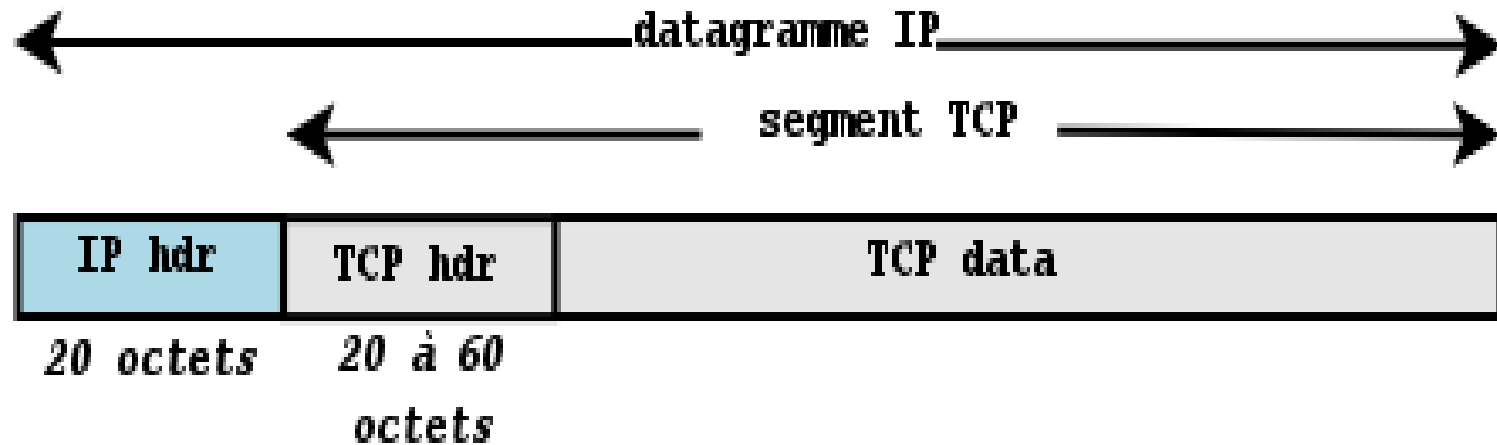 datagramme IP
segment TCP
IP hdr
TCP hdr
TCP data
20 octets
20 à 60
octets